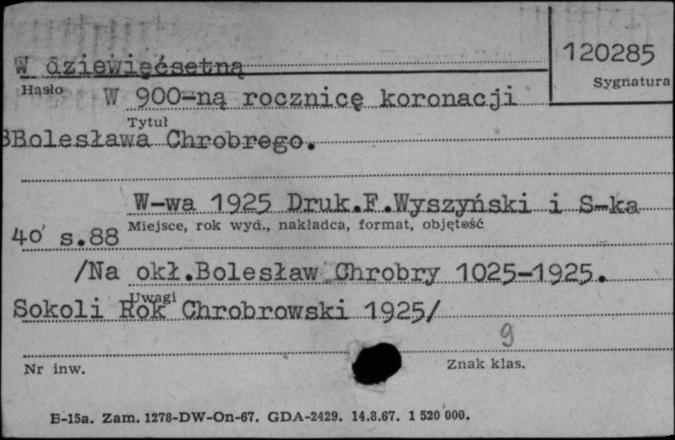 W dziewięćsetną
120285
Sygnatura
Hasło
W 900-ną rocznicę koronacji
Tytuł
BBolesława Chrobrego.
W-wa 1925 Druk.F.Wyszyński i S-ka
Miejsce, rok wyd., nakładca, format, objętość
4o s.88
/Na okł.Bolesław Chrobry 1025-1925.
Uwagi
Sokoli Rok Chrobrowski 1925/
9
Nr inw.
Znak klas.
B-15a. Zam. 1278-DW-On-67. GDA-2429. 14.8.67. 1 520 000.